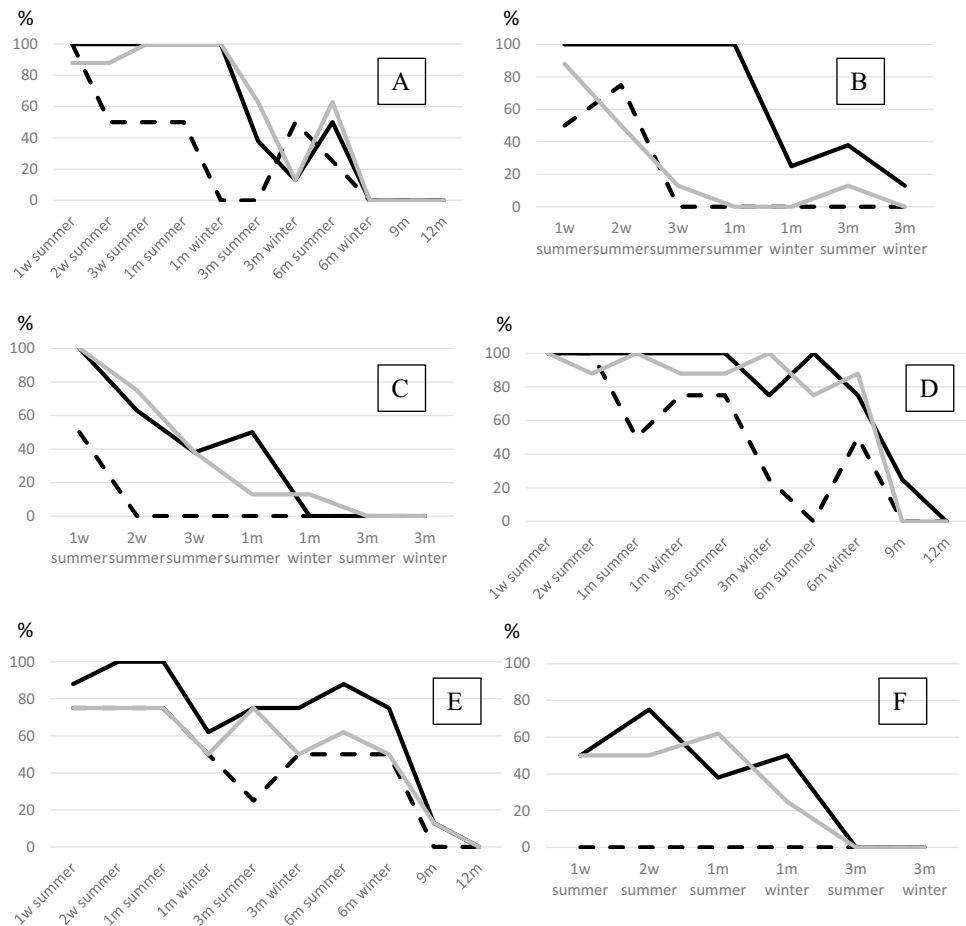 %
100
80
60
40
20
0
A
1w summer
2w summer
3w summer
1m summer
1m winter
3m summer
3m winter
6m summer
6m winter
9m
12m
%
100
80
60
40
20
0
B
1w summer
2w summer
3w summer
1m summer
1m winter
3m summer
3m winter
%
100
80
60
40
20
0
C
1w summer
2w summer
3w summer
1m summer
1m winter
3m summer
3m winter
%
100
80
60
40
20
0
D
1w summer
2w summer
1m summer
1m winter
3m summer
3m winter
6m summer
6m winter
9m
12m
%
100
80
60
40
20
0
E
1w summer
2w summer
1m summer
1m winter
3m summer
3m winter
6m summer
6m winter
9m
12m
%
100
80
60
40
20
0
F
1w summer
2w summer
1m summer
1m winter
3m summer
3m winter